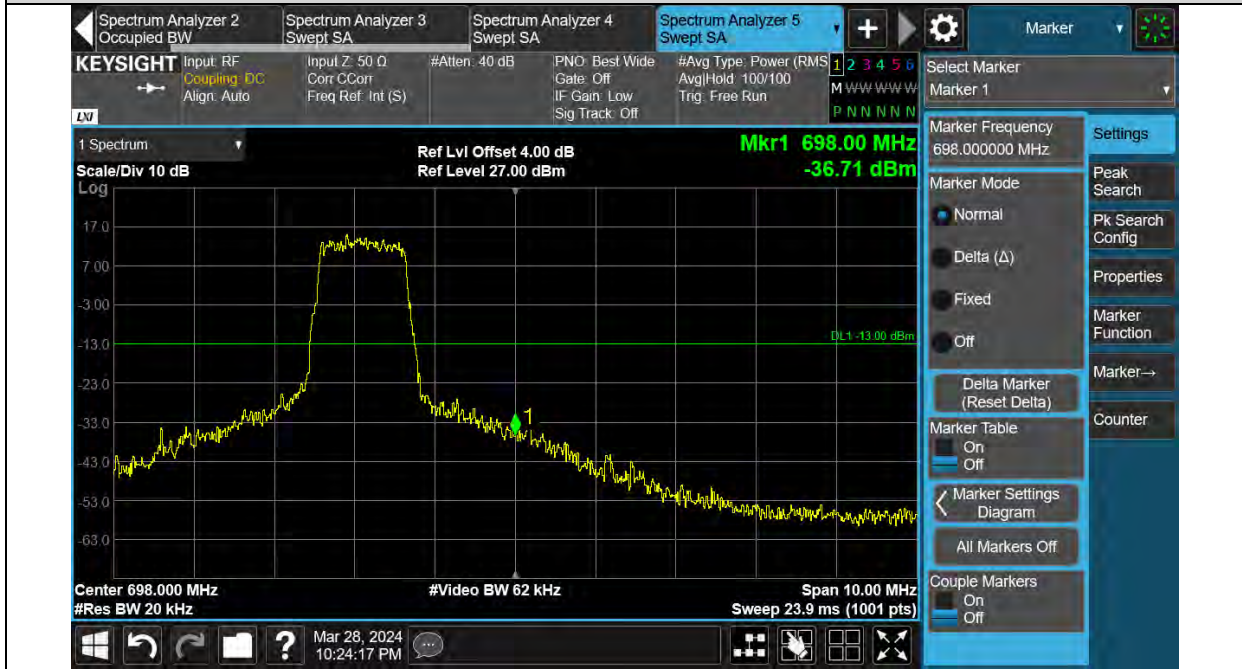 Spectrum Analyzer 2
Occupied BW
Spectrum Analyzer 3
Swept SA
Spectrum Analyzer 4
Swept SA
Spectrum Analyzer 5
Swept SA
Marker
KEYSIGHT
LXI
Input: RF
Coupling: DC
Align: Auto
Input Z: 50 Ω
Corr CCorr
Freq Ref: Int (S)
#Atten: 40 dB
PNO: Best Wide
Gate: Off
IF Gain: Low
Sig Track: Off
#Avg Type: Power (RMS
Avg|Hold: 100/100
Trig: Free Run
1 2 3 4 5 6
M W W W W W
P N N N N N
Select Marker
Marker 1
1 Spectrum
Scale/Div 10 dB
Ref Lvl Offset 4.00 dB
Ref Level 27.00 dBm
Mkr1 698.00 MHz
-36.71 dBm
Log
17.0
7.00
-3.00
-13.0
-23.0
-33.0
-43.0
-53.0
-63.0
DL1 -13.00 dBm
1
Center 698.000 MHz
#Res BW 20 kHz
#Video BW 62 kHz
Span 10.00 MHz
Sweep 23.9 ms (1001 pts)
Marker Frequency
698.000000 MHz
Marker Mode
Normal
Delta (Δ)
Fixed
Off
Delta Marker
(Reset Delta)
Marker Table
On
Off
Marker Settings
Diagram
All Markers Off
Couple Markers
On
Off
Settings
Peak
Search
Pk Search
Config
Properties
Marker
Function
Marker→
Counter
?
Mar 28, 2024
10:24:17 PM